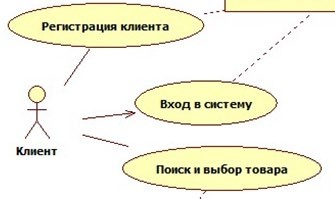 Регистрация клиента
Вход в систему
Клиент
Поиск и выбор товара